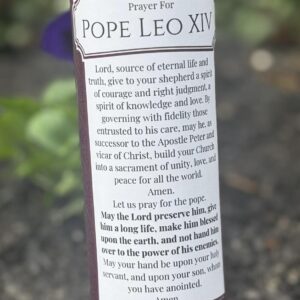 Prayer For
POPE LEO XIV
Lord, source of eternal life and
truth, give to your shepherd a spirit
of courage and right judgment, a
spirit of knowledge and love. By
governing with fidelity those
entrusted to his care, may he, as
successor to the Apostle Peter and
vicar of Christ, build your Church
into a sacrament of unity, love, and
peace for all the world.
Amen.
Let us pray for the pope.
May the Lord preserve him, give
him a long life, make him blessed
upon the earth, and not hand him
over to the power of his enemies.
May your hand be upon your holy
servant, and upon your son, whom
you have anointed.
Amen